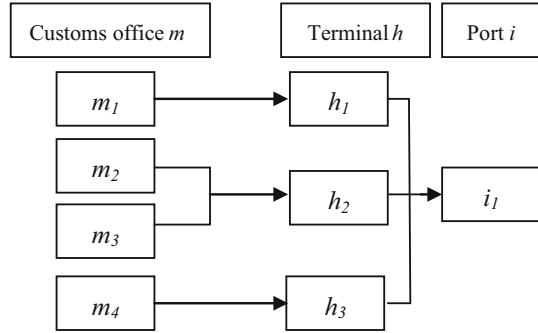 Customs office m Terminal h Port i
m₁ h₁
m₂
h₂ i₁
m₃
m₄ h₃